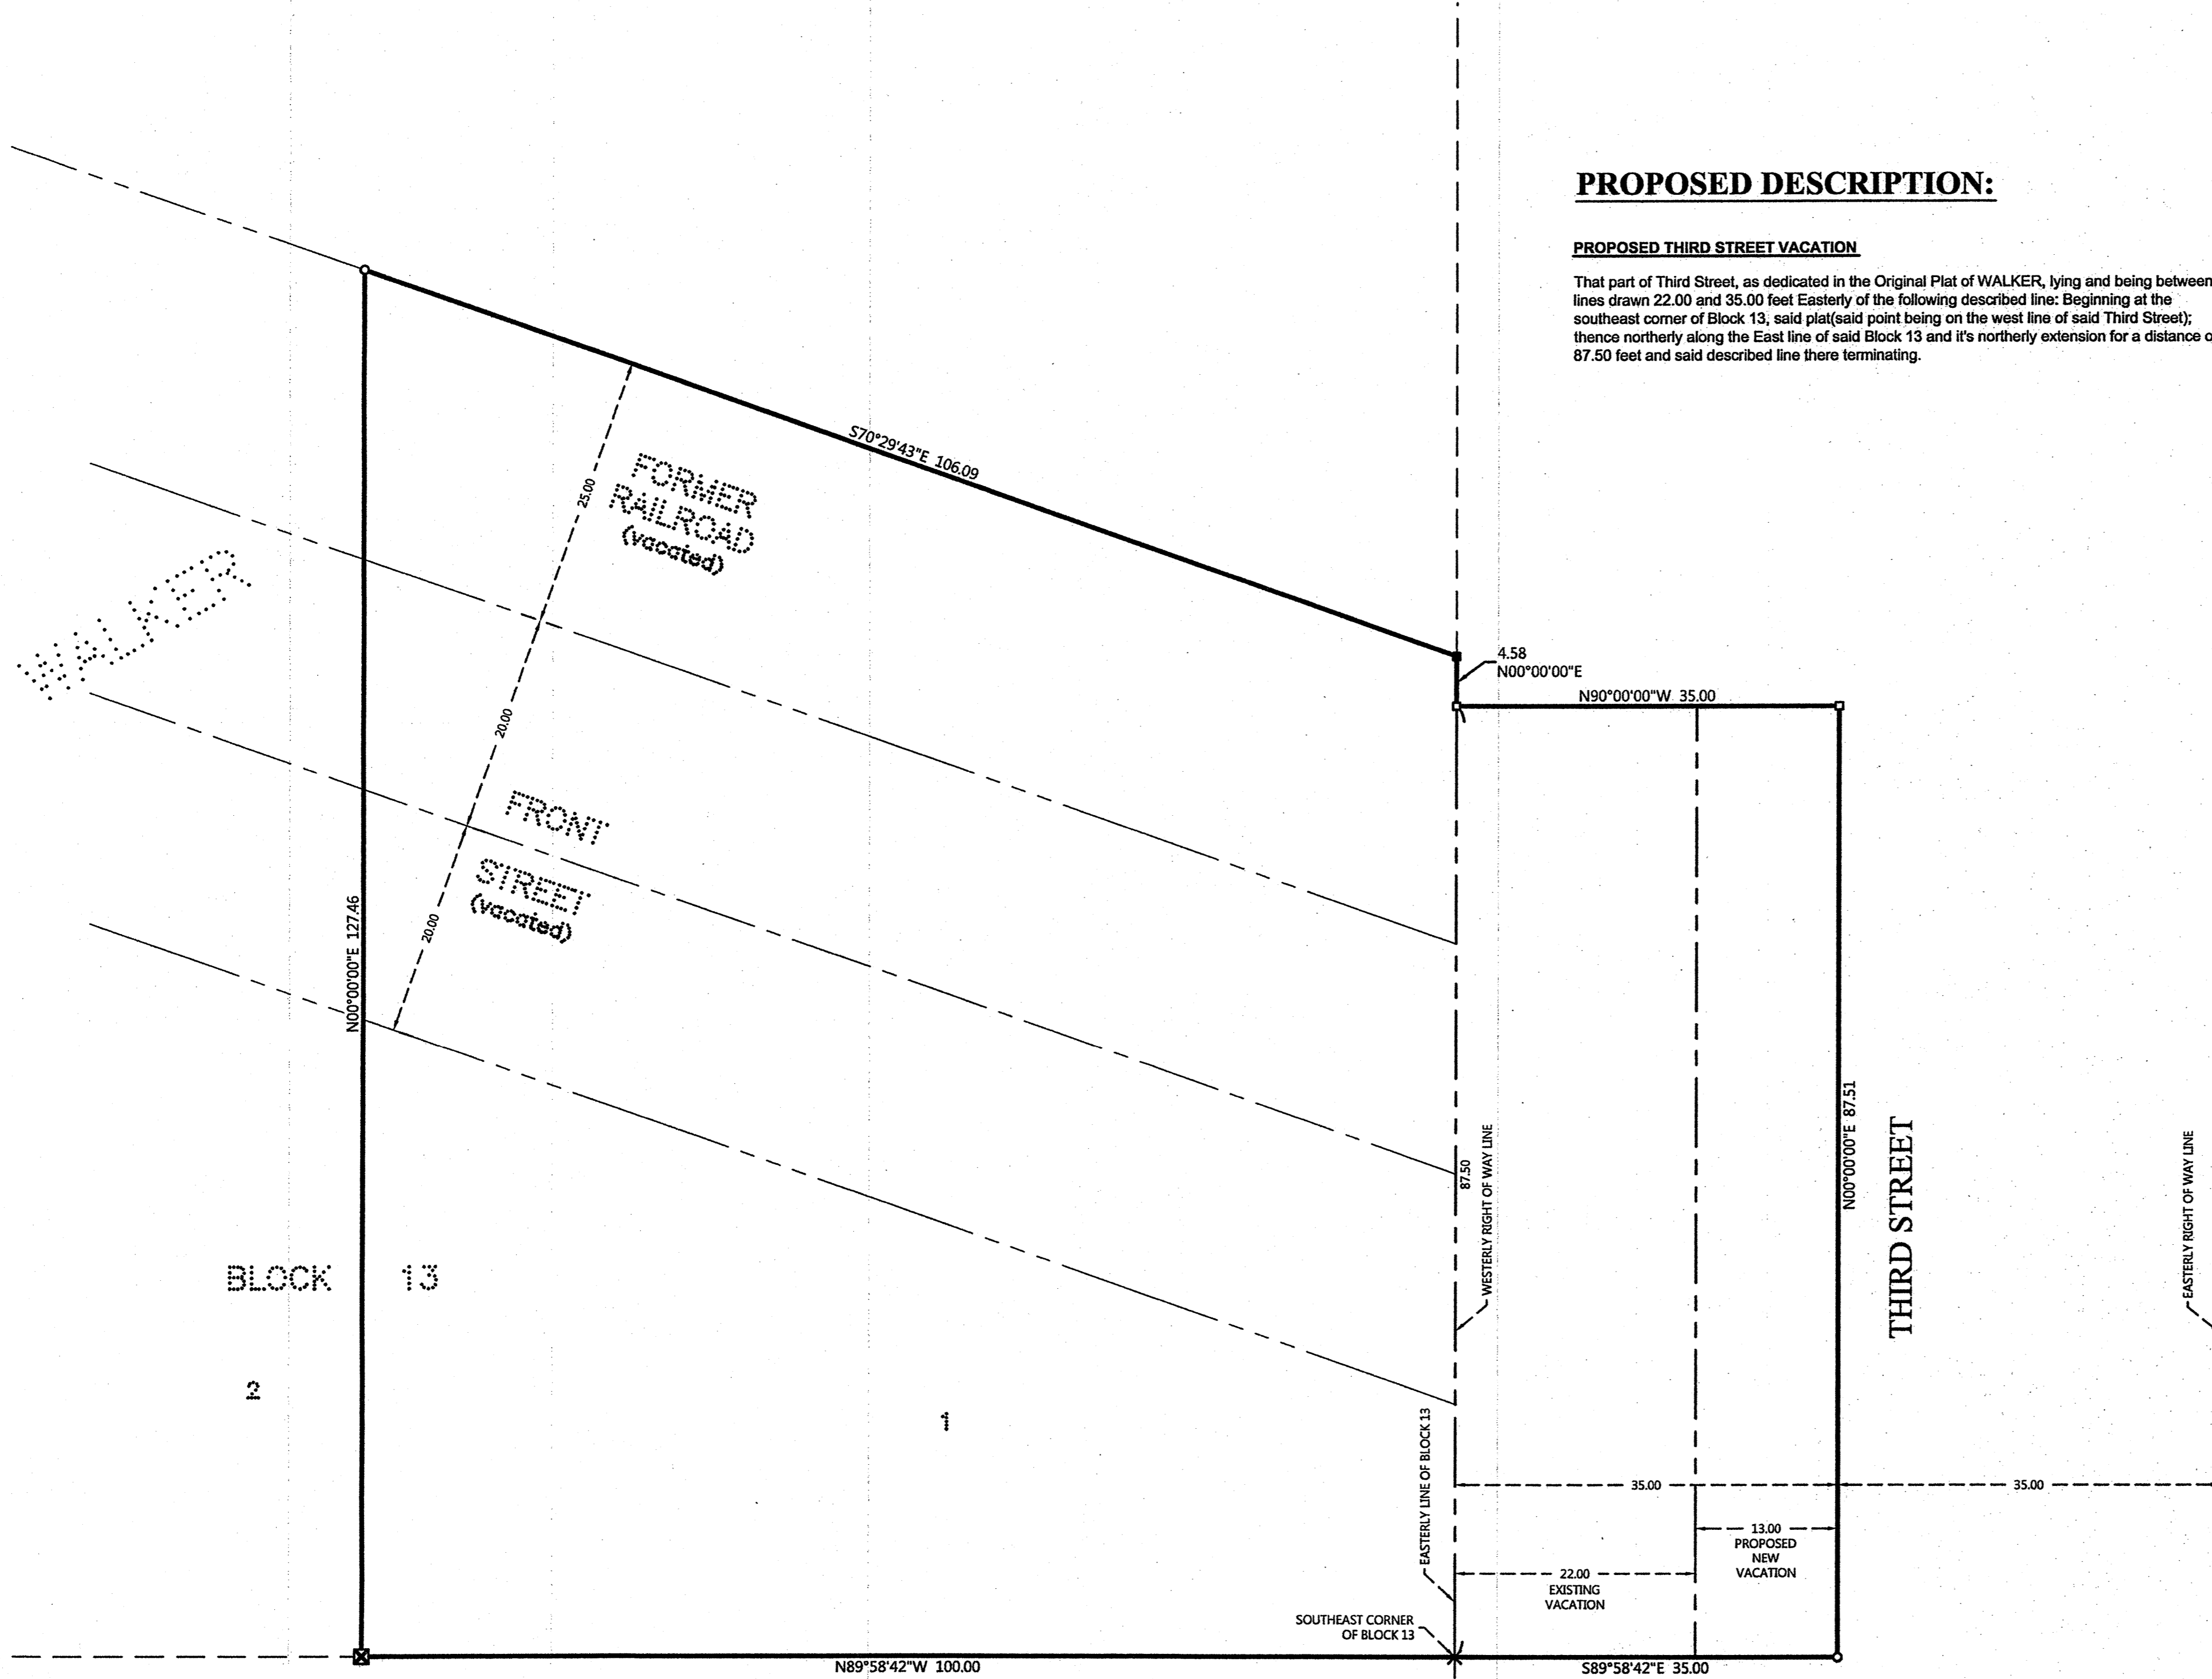 PROPOSED DESCRIPTION:
PROPOSED THIRD STREET VACATION
That part of Third Street, as dedicated in the Original Plat of WALKER, lying and being between
lines drawn 22.00 and 35.00 feet Easterly of the following described line: Beginning at the
southeast corner of Block 13, said plat(said point being on the west line of said Third Street);
thence northerly along the East line of said Block 13 and it's northerly extension for a distance o
87.50 feet and said described line there terminating.
S70°29'43"E 106.09
FORMER
RAILROAD
(vacated)
25.00
WALKER
4.58
N00°00'00"E
N90°00'00"W 35.00
20.00
FRONT
STREET
(vacated)
20.00
N00°00'00"E 127.46
87.50
WESTERLY RIGHT OF WAY LINE
N00°00'00"E 87.51
THIRD STREET
EASTERLY RIGHT OF WAY LINE
BLOCK 13
2
1
EASTERLY LINE OF BLOCK 13
35.00
35.00
13.00
PROPOSED
NEW
VACATION
22.00
EXISTING
VACATION
SOUTHEAST CORNER
OF BLOCK 13
N89°58'42"W 100.00
S89°58'42"E 35.00